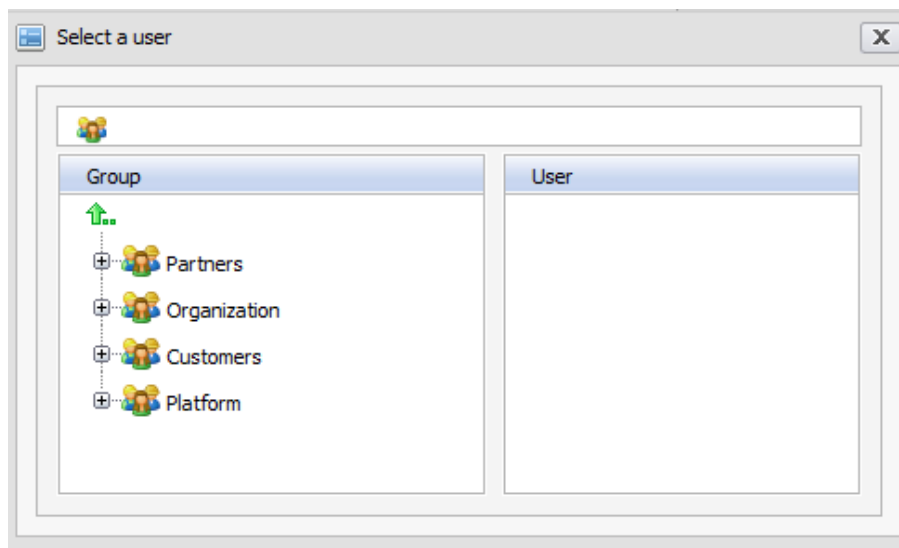 Select a user
X
Group
User
Partners
Organization
Customers
Platform